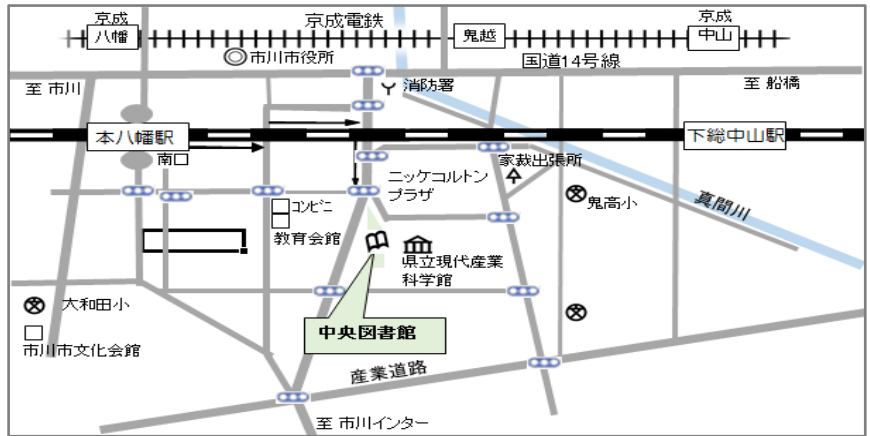 京成
八幡
京成電鉄
鬼越
京成
中山
市川市役所
国道14号線
至 市川
消防署
至 船橋
本八幡駅
下総中山駅
南口
家裁出張所
ニッケコルトン
プラザ
鬼高小
真間川
コンビニ
教育会館
県立現代産業
科学館
大和田小
中央図書館
市川市文化会館
産業道路
至 市川インター